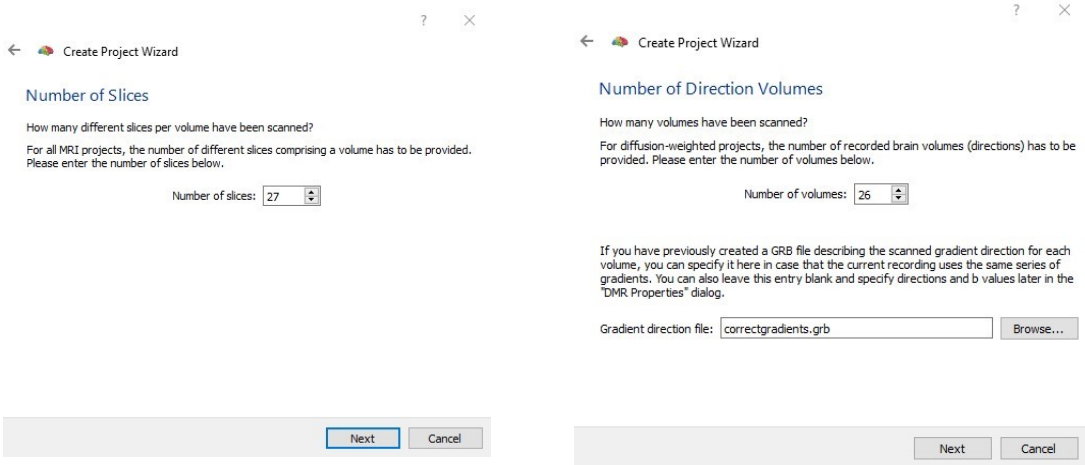 ?
Create Project Wizard
Number of Slices
How many different slices per volume have been scanned?
For all MRI projects, the number of different slices comprising a volume has to be provided.
Please enter the number of slices below.
Number of slices: 27
Next Cancel
?
Create Project Wizard
Number of Direction Volumes
How many volumes have been scanned?
For diffusion-weighted projects, the number of recorded brain volumes (directions) has to be
provided. Please enter the number of volumes below.
Number of volumes: 26
If you have previously created a GRB file describing the scanned gradient direction for each
volume, you can specify it here in case that the current recording uses the same series of
gradients. You can also leave this entry blank and specify directions and b values later in the
"DMR Properties" dialog.
Gradient direction file: correctgradients.grb Browse...
Next Cancel